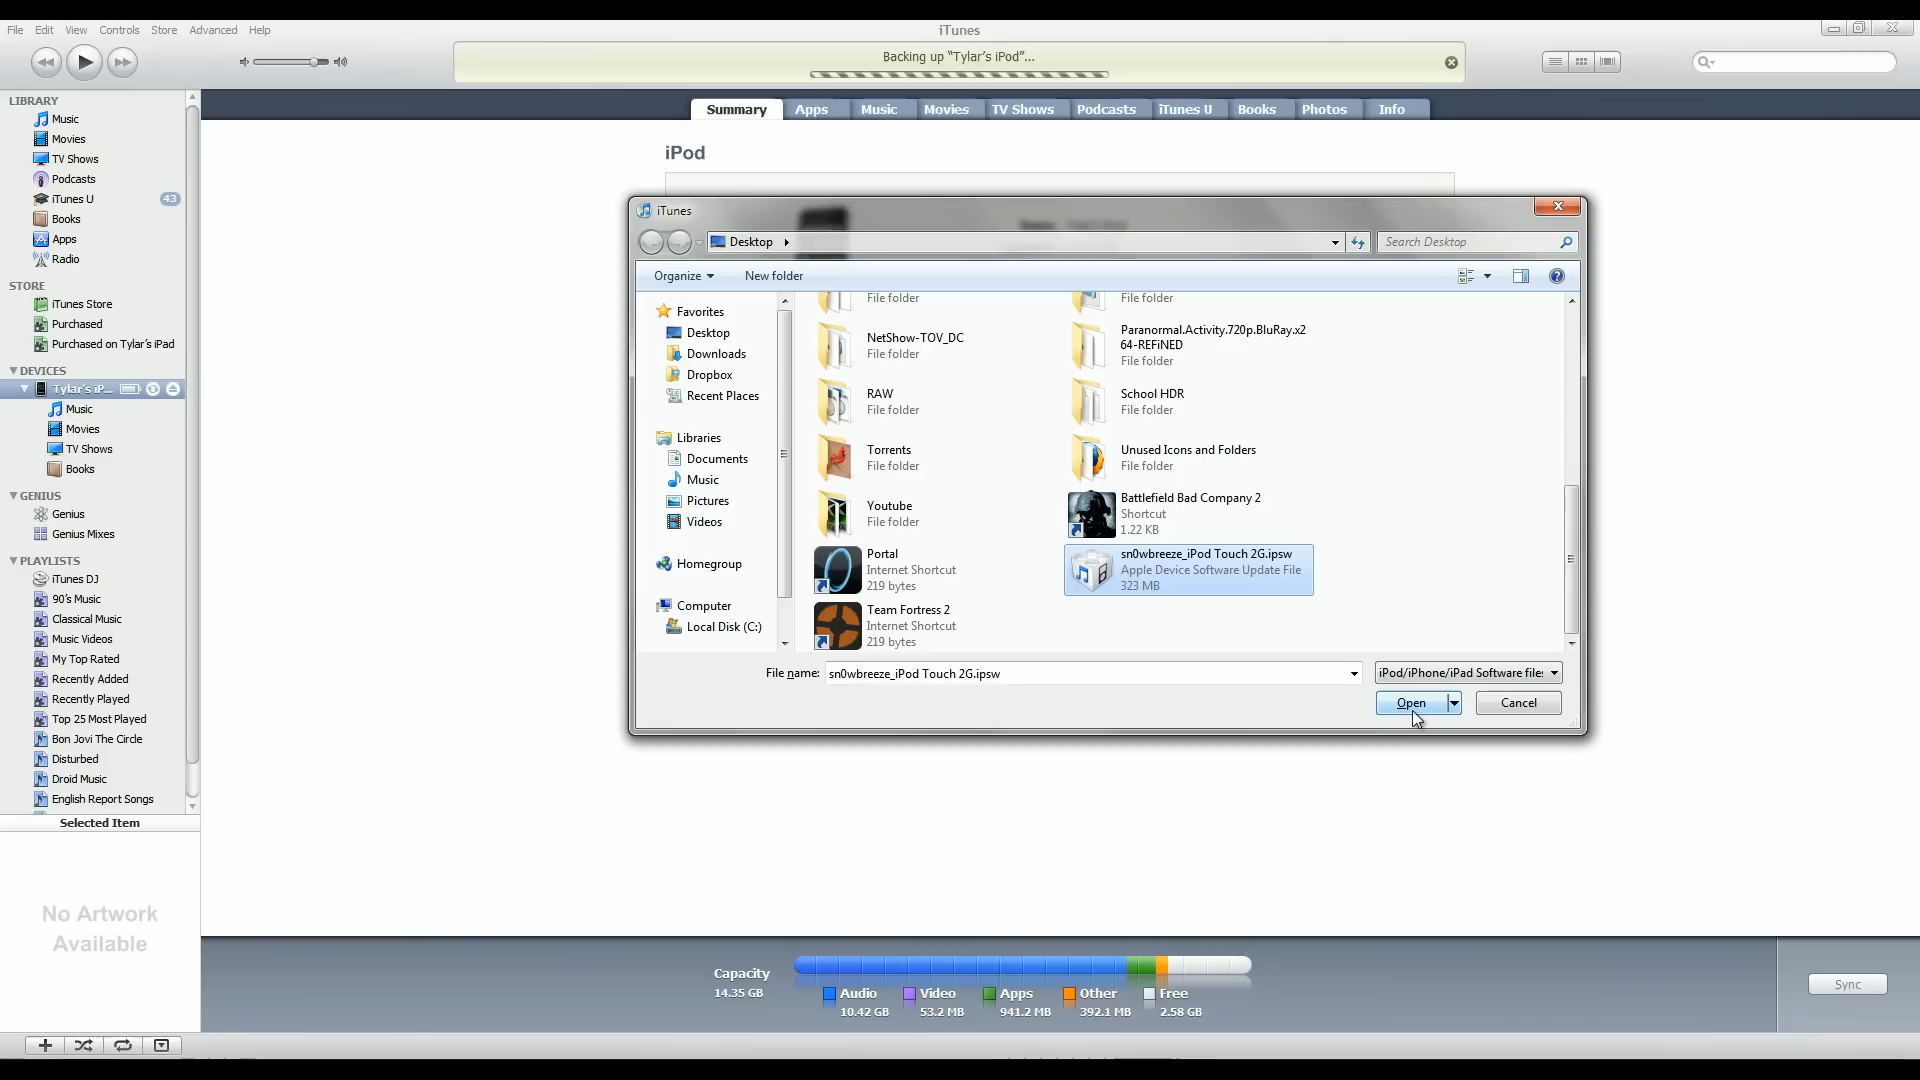 File Edit View Controls Store Advanced Help
iTunes
Backing up “Tylar’s iPod”...
LIBRARY
Music
Movies
TV Shows
Podcasts
iTunes U 43
Books
Apps
Radio
STORE
iTunes Store
Purchased
Purchased on Tylar’s iPad
DEVICES
Tylar’s iP...
Music
Movies
TV Shows
Books
GENIUS
Genius
Genius Mixes
PLAYLISTS
iTunes DJ
90’s Music
Classical Music
Music Videos
My Top Rated
Recently Added
Recently Played
Top 25 Most Played
Bon Jovi The Circle
Disturbed
Droid Music
English Report Songs
Selected Item
No Artwork
Available
Summary Apps Music Movies TV Shows Podcasts iTunes U Books Photos Info
iPod
iTunes
Desktop
Search Desktop
Organize
New folder
Favorites
Desktop
Downloads
Dropbox
Recent Places
Libraries
Documents
Music
Pictures
Videos
Homegroup
Computer
Local Disk (C:)
File folder
File folder
NetShow-TOV_DC
File folder
Paranormal.Activity.720p.BluRay.x2
64-REFiNED
File folder
RAW
File folder
School HDR
File folder
Torrents
File folder
Unused Icons and Folders
File folder
Youtube
File folder
Battlefield Bad Company 2
Shortcut
1.22 KB
Portal
Internet Shortcut
219 bytes
sn0wbreeze_iPod Touch 2G.ipsw
Apple Device Software Update File
323 MB
Team Fortress 2
Internet Shortcut
219 bytes
File name: sn0wbreeze_iPod Touch 2G.ipsw
iPod/iPhone/iPad Software files
Open
Cancel
Capacity
14.35 GB
Audio
10.42 GB
Video
53.2 MB
Apps
941.2 MB
Other
392.1 MB
Free
2.58 GB
Sync